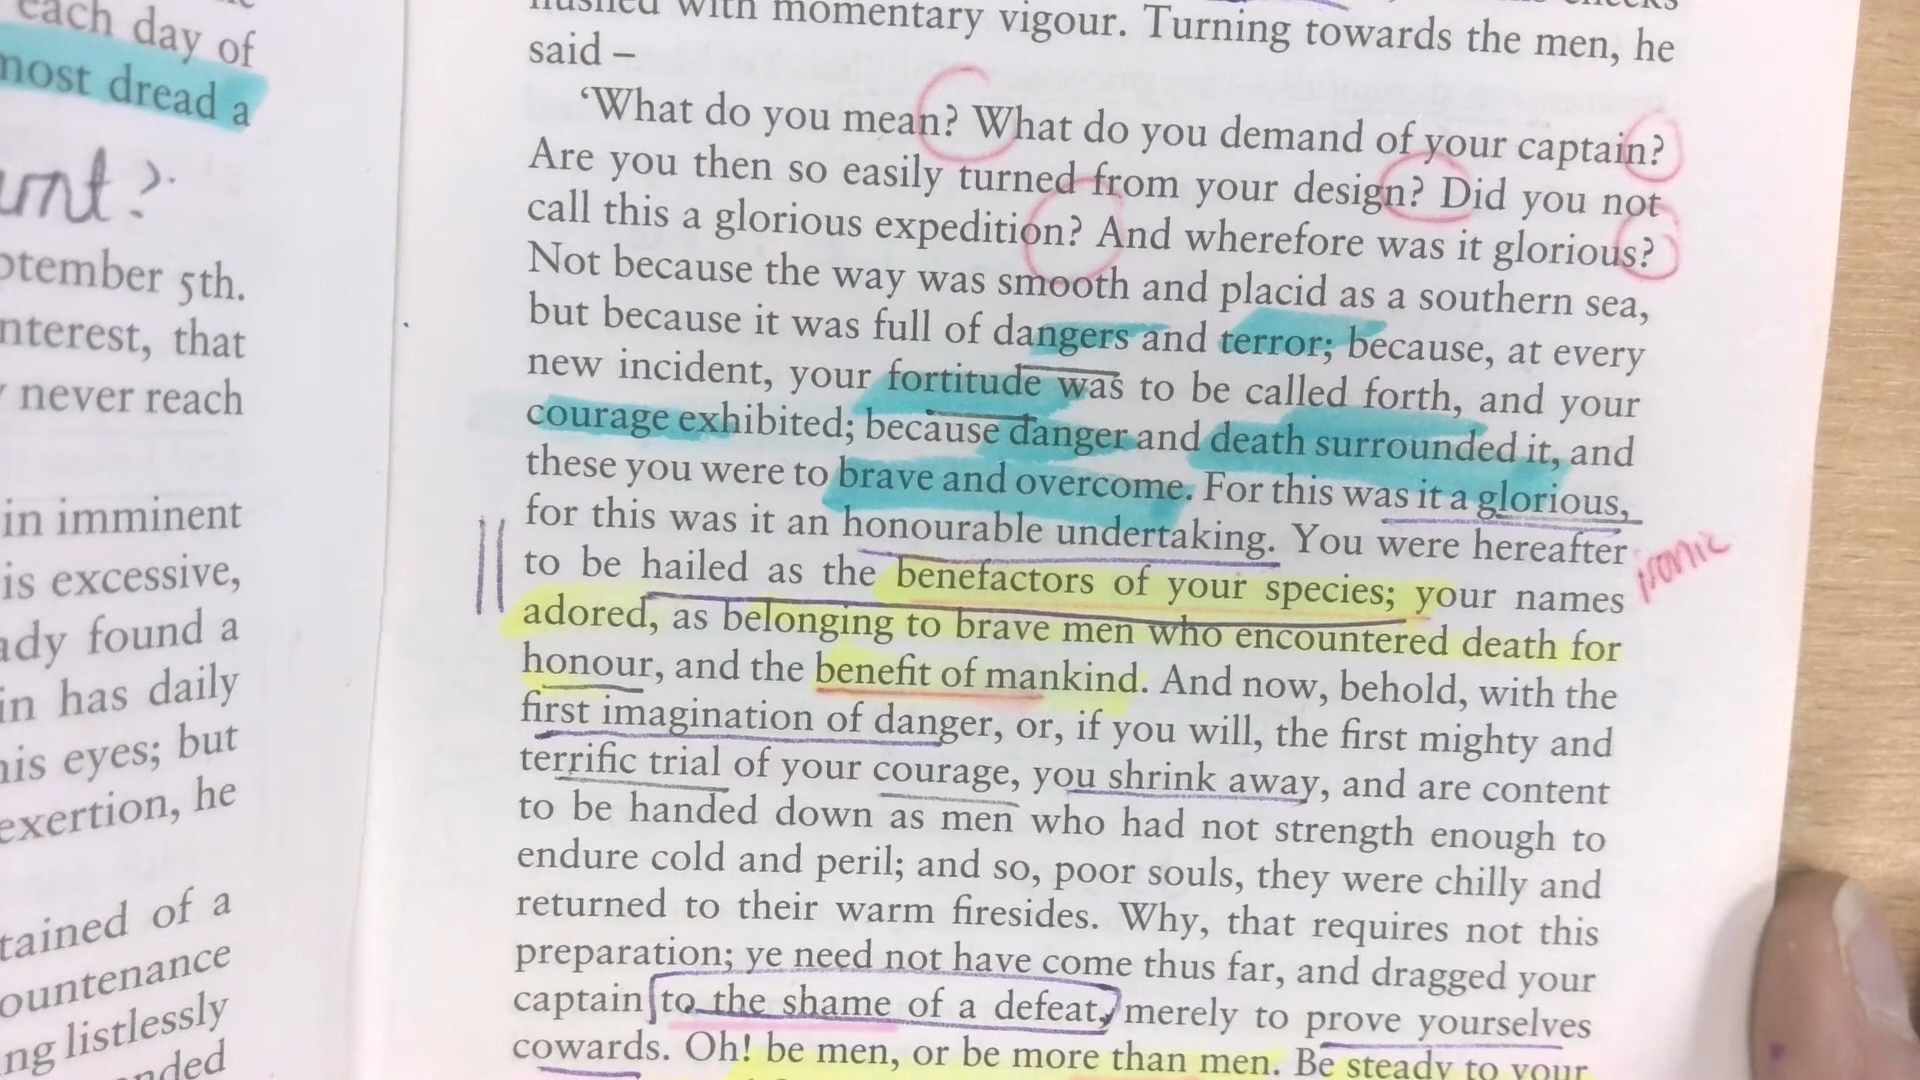 each day of
most dread a
September 5th.
interest, that
never reach
in imminent
is excessive,
found a
in has daily
his eyes; but
exertion, he
of a
countenance
listlessly
flushed with momentary vigour. Turning towards the men, he
said –
‘What do you mean? What do you demand of your captain?
Are you then so easily turned from your design? Did you not
call this a glorious expedition? And wherefore was it glorious?
Not because the way was smooth and placid as a southern sea,
but because it was full of dangers and terror; because, at every
new incident, your fortitude was to be called forth, and your
courage exhibited; because danger and death surrounded it, and
these you were to brave and overcome. For this was it a glorious,
for this was it an honourable undertaking. You were hereafter
to be hailed as the benefactors of your species; your names
adored, as belonging to brave men who encountered death for
honour, and the benefit of mankind. And now, behold, with the
first imagination of danger, or, if you will, the first mighty and
terrific trial of your courage, you shrink away, and are content
to be handed down as men who had not strength enough to
endure cold and peril; and so, poor souls, they were chilly and
returned to their warm firesides. Why, that requires not this
preparation; ye need not have come thus far, and dragged your
captain to the shame of a defeat, merely to prove yourselves
cowards. Oh! be men, or be more than men. Be steady to your
ironic